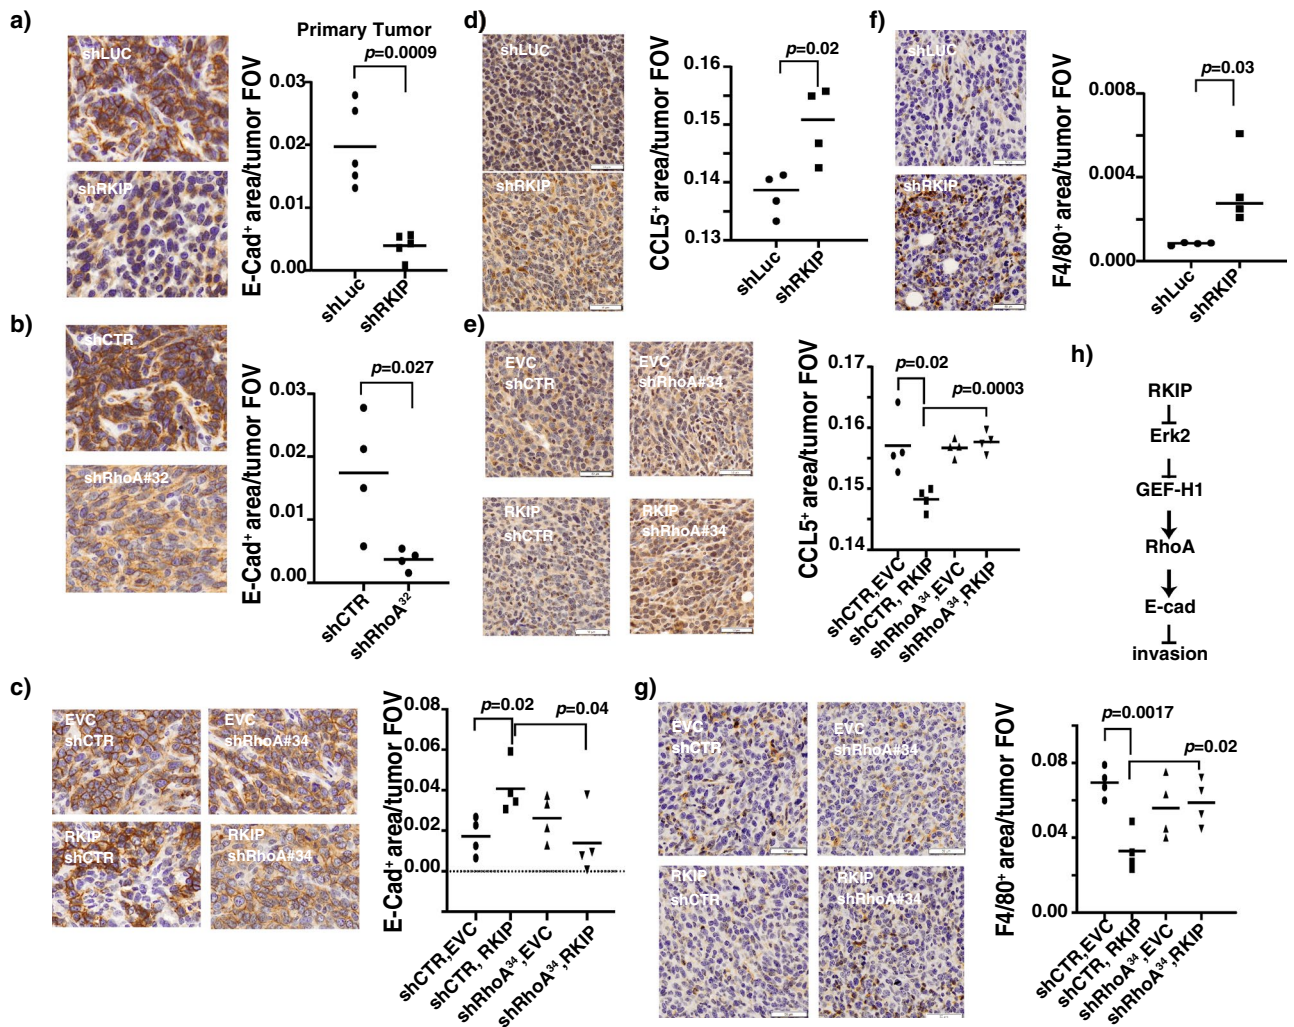 a)
shLUC
shRKIP
Primary Tumor
p=0.0009
E-Cad⁺ area/tumor FOV
0.03
0.02
0.01
0.00
shLuc
shRKIP
b)
shCTR
shRhoA#32
p=0.027
E-Cad⁺ area/tumor FOV
0.03
0.02
0.01
0.00
shCTR
shRhoA³²
c)
EVC
shCTR
EVC
shRhoA#34
RKIP
shCTR
RKIP
shRhoA#34
p=0.02
p=0.04
E-Cad⁺ area/tumor FOV
0.08
0.06
0.04
0.02
0.00
shCTR,EVC
shCTR, RKIP
shRhoA³⁴,EVC
shRhoA³⁴,RKIP
d)
shLUC
shRKIP
p=0.02
CCL5⁺ area/tumor FOV
0.16
0.15
0.14
0.13
shLuc
shRKIP
e)
EVC
shCTR
EVC
shRhoA#34
RKIP
shCTR
RKIP
shRhoA#34
p=0.02
p=0.0003
CCL5⁺ area/tumor FOV
0.17
0.16
0.15
0.14
shCTR,EVC
shCTR, RKIP
shRhoA³⁴,EVC
shRhoA³⁴,RKIP
f)
shLUC
shRKIP
p=0.03
F4/80⁺ area/tumor FOV
0.008
0.004
0.000
shLuc
shRKIP
g)
EVC
shCTR
EVC
shRhoA#34
RKIP
shCTR
RKIP
shRhoA#34
p=0.0017
p=0.02
F4/80⁺ area/tumor FOV
0.08
0.04
0.00
shCTR,EVC
shCTR, RKIP
shRhoA³⁴,EVC
shRhoA³⁴,RKIP
h)
RKIP
Erk2
GEF-H1
RhoA
E-cad
invasion